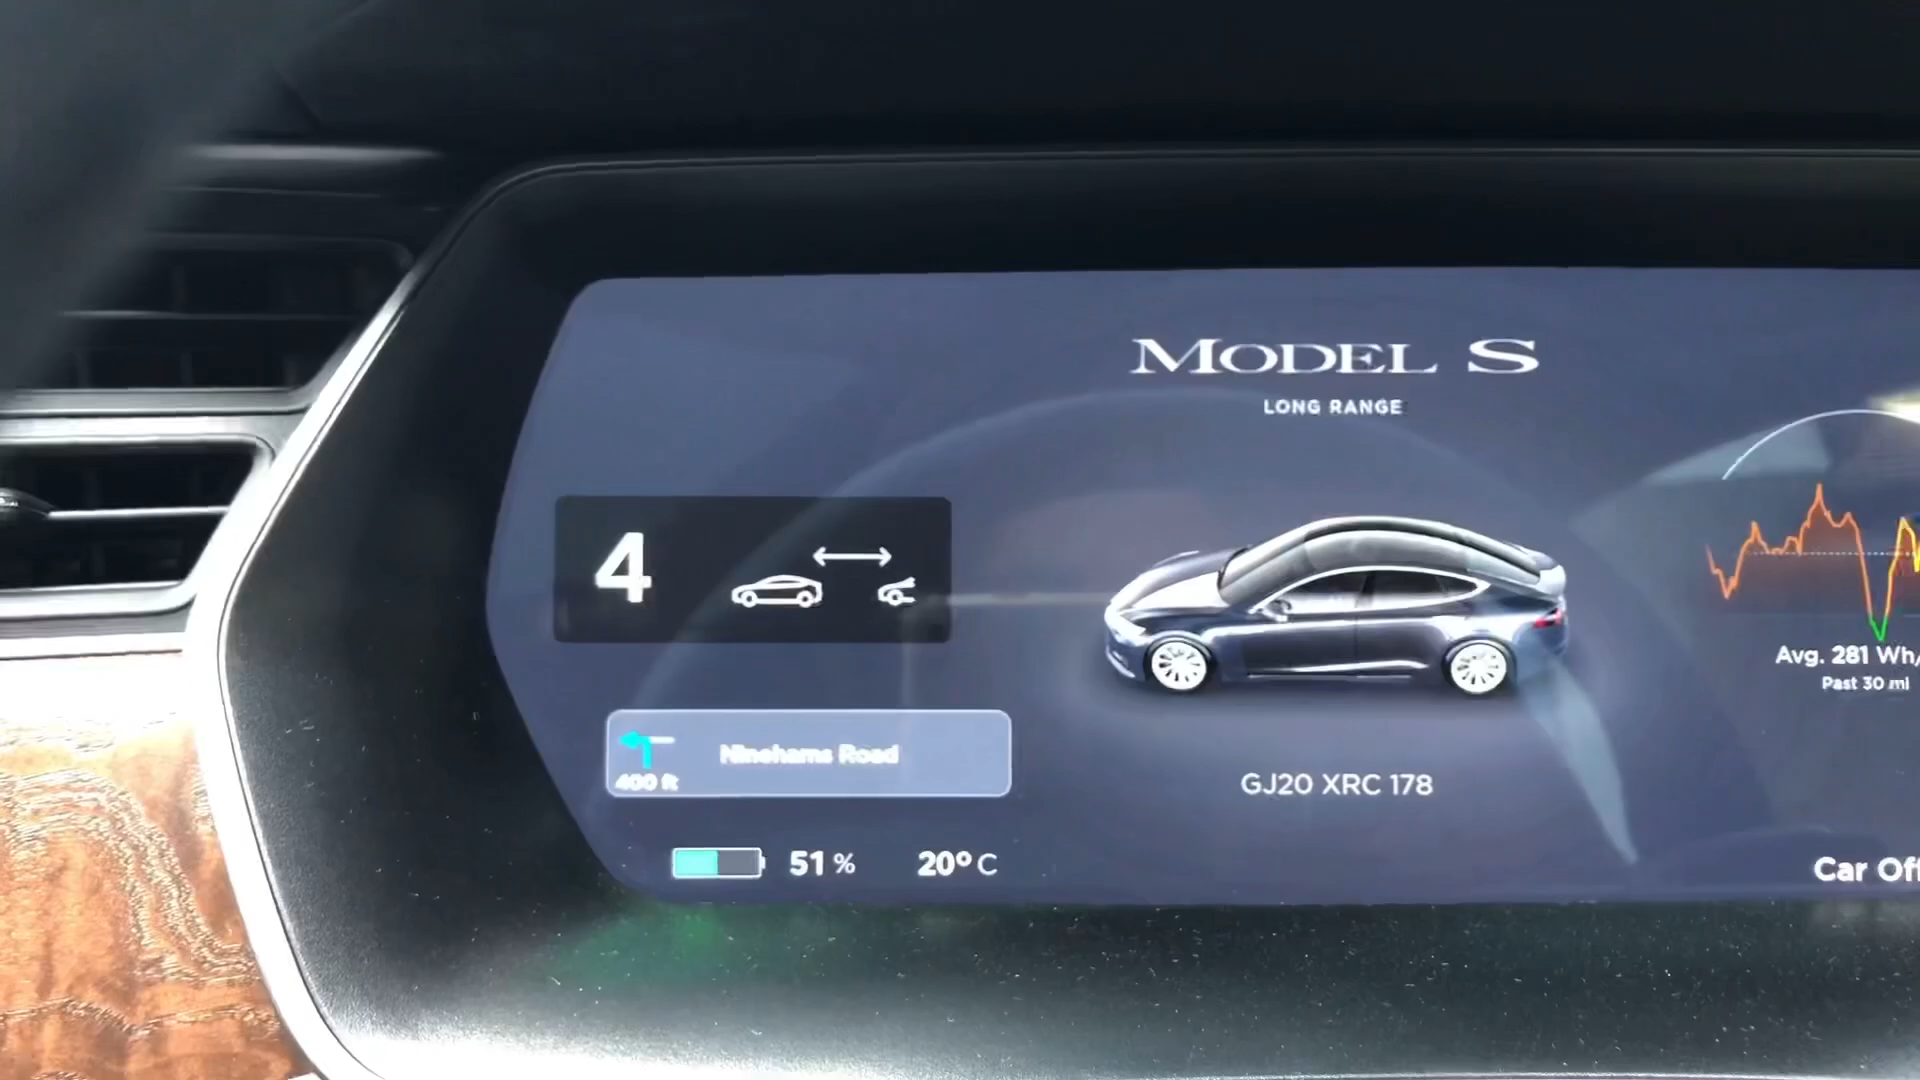 MODEL S
LONG RANGE
4
Ninehams Road
400 ft
GJ20 XRC 178
Avg. 281 Wh/
Past 30 mi
51 %
20° C
Car Off